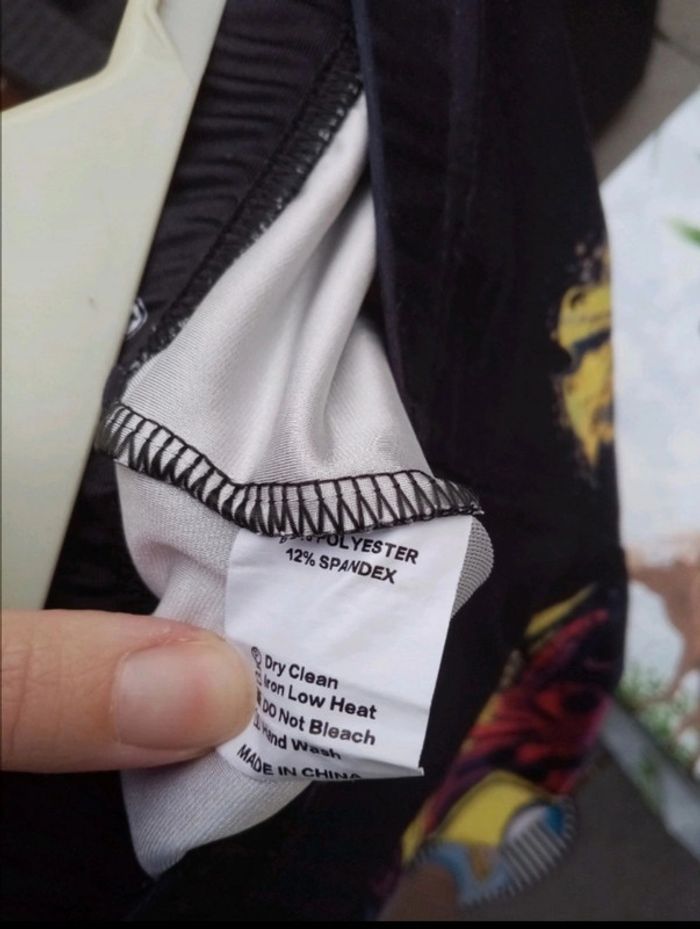 POLYESTER
12% SPANDEX
Dry Clean
Iron Low Heat
DO Not Bleach
Hand Wash
MADE IN CHINA